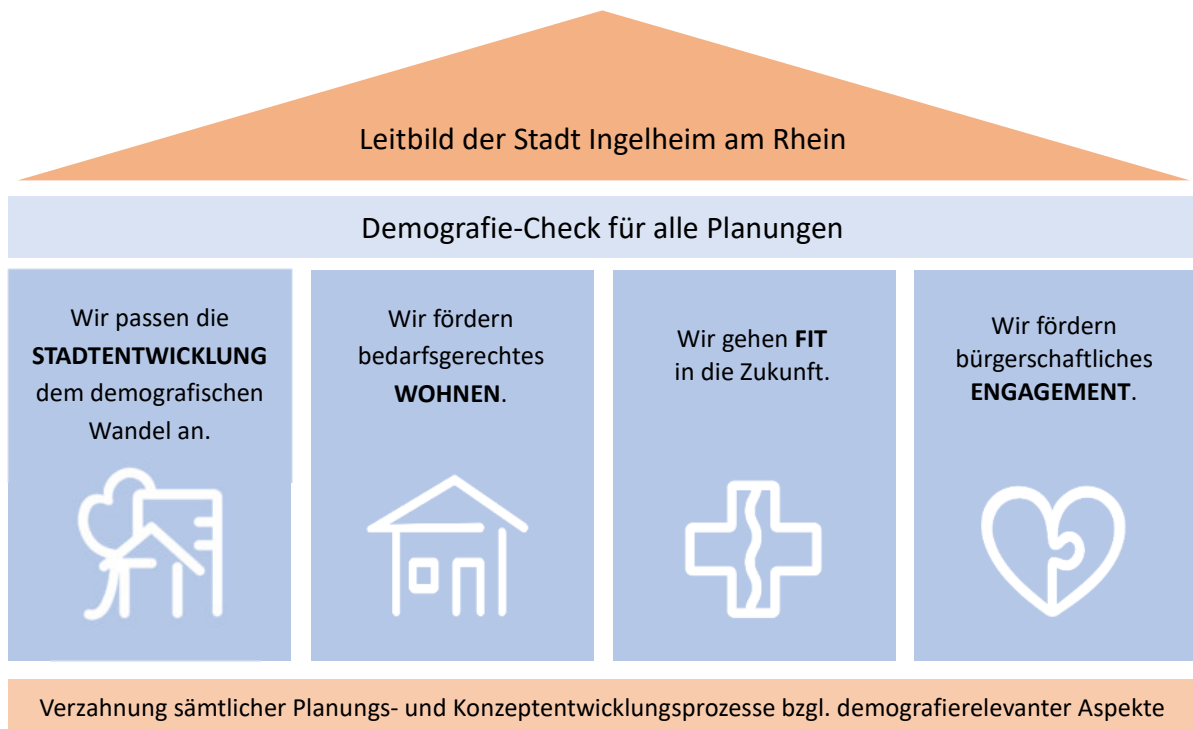 Leitbild der Stadt Ingelheim am Rhein
Demografie-Check für alle Planungen
Wir passen die
STADTENTWICKLUNG
dem demografischen
Wandel an.
Wir fördern
bedarfsgerechtes
WOHNEN.
Wir gehen FIT
in die Zukunft.
Wir fördern
bürgerschaftliches
ENGAGEMENT.
Verzahnung sämtlicher Planungs- und Konzeptentwicklungsprozesse bzgl. demografierelevanter Aspekte